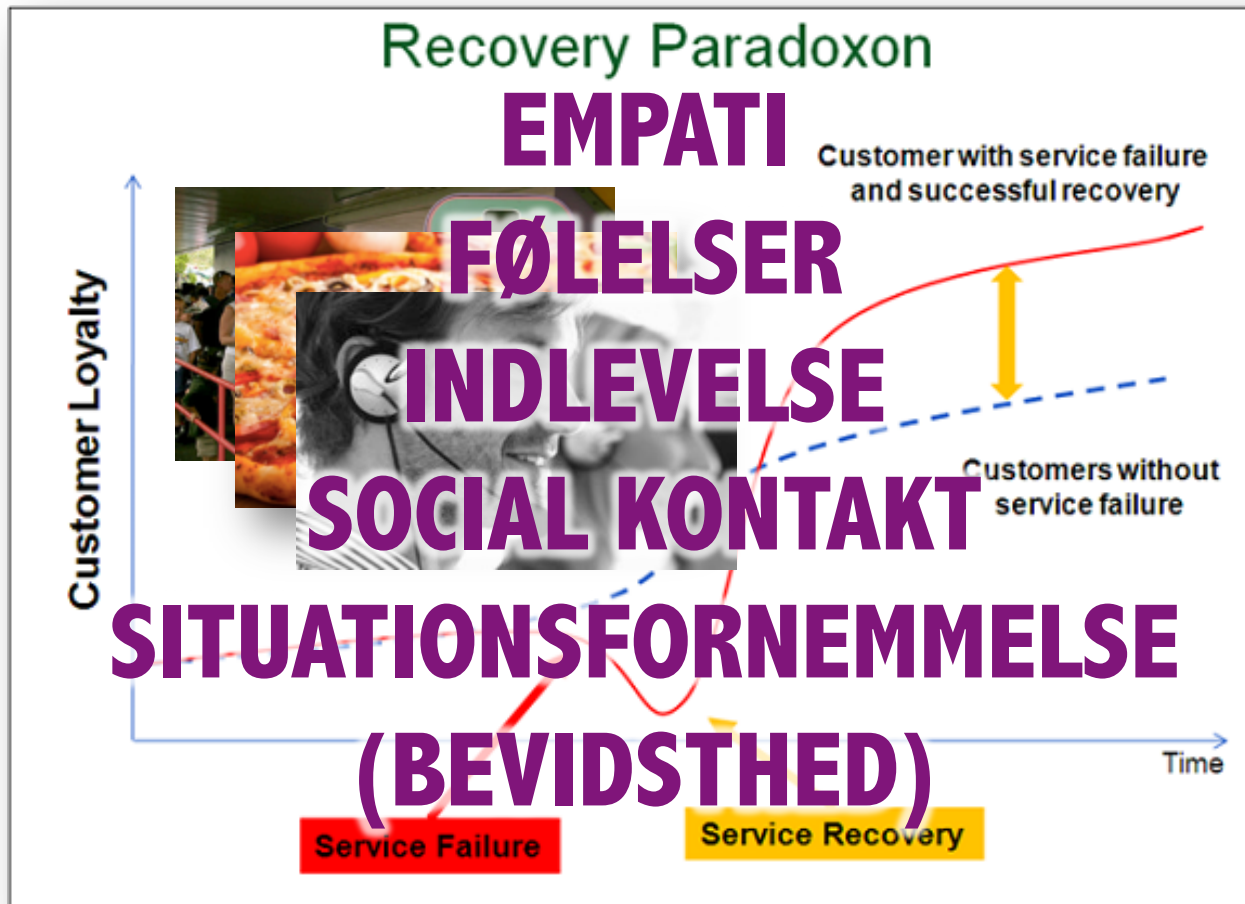 Recovery Paradoxon
EMPATI
Customer with service failure
and successful recovery
FØLELSER
INDLEVELSE
Customer Loyalty
Customers without
service failure
SOCIAL KONTAKT
SITUATIONSFORNEMMELSE
(BEVIDSTHED)
Time
Service Failure
Service Recovery